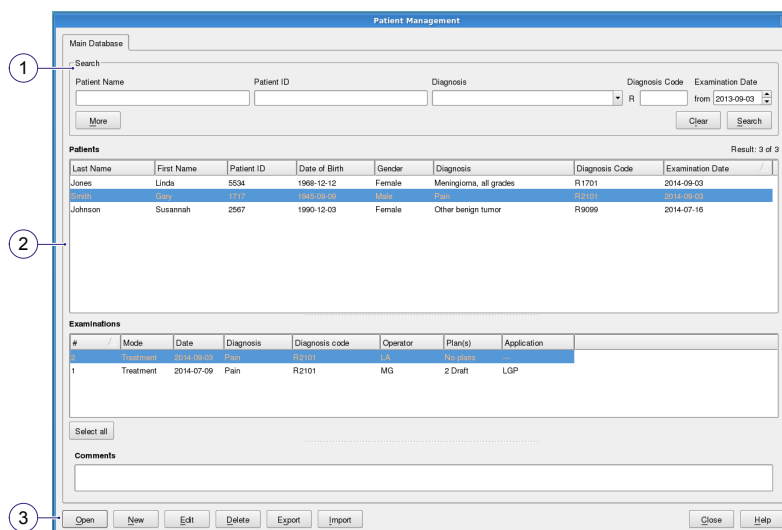 Patient Management
Main Database
1
Search
Patient Name Patient ID Diagnosis Diagnosis Code Examination Date
R from 2013-09-03
More Clear Search
Patients Result: 3 of 3
Last Name First Name Patient ID Date of Birth Gender Diagnosis Diagnosis Code Examination Date
Jones Linda 5534 1968-12-12 Female Meningioma, all grades R1701 2014-09-03
Smith Gary 1717 1945-09-09 Male Pain R2101 2014-09-03
Johnson Susannah 2567 1990-12-03 Female Other benign tumor R9099 2014-07-16
2
Examinations
# Mode Date Diagnosis Diagnosis code Operator Plan(s) Application
2 Treatment 2014-09-03 Pain R2101 LA No plans ---
1 Treatment 2014-07-09 Pain R2101 MG 2 Draft LGP
Select all
Comments
3
Open New Edit Delete Export Import Close Help